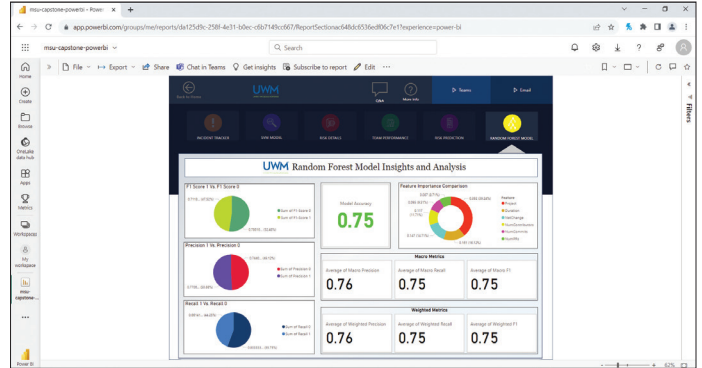 msu-capstone-powerbi - Power
app.powerbi.com/groups/me/reports/da125d9c-258f-4e31-b0ec-c6b7149cc667/ReportSectionac648dc6536edf06c7e1?experience=power-bi
msu-capstone-powerbi
Search
File
Export
Share
Chat in Teams
Get insights
Subscribe to report
Edit
Home
Create
Browse
OneLake
data hub
Apps
Metrics
Workspaces
My
workspace
msu-
capstone-...
Power BI
Filters
UWM
Q&A
More Info
Teams
Email
INCIDENT TRACKER
SVM MODEL
RISK DETAILS
TEAM PERFORMANCE
RISK PREDICTION
RANDOM FOREST MODEL
UWM Random Forest Model Insights and Analysis
F1 Score 1 Vs. F1 Score 0
Sum of F1 Score 0
Sum of F1 Score 1
Model Accuracy
0.75
Feature Importance Comparison
Feature
Project
Duration
NetChange
NumContributors
NumCommits
NumPRs
Precision 1 Vs. Precision 0
Sum of Precision 0
Sum of Precision 1
Macro Metrics
Average of Macro Precision
0.76
Average of Macro Recall
0.75
Average of Macro F1
0.75
Recall 1 Vs. Recall 0
Sum of Recall 0
Sum of Recall 1
Weighted Metrics
Average of Weighted Precision
0.76
Average of Weighted Recall
0.75
Average of Weighted F1
0.75
62%